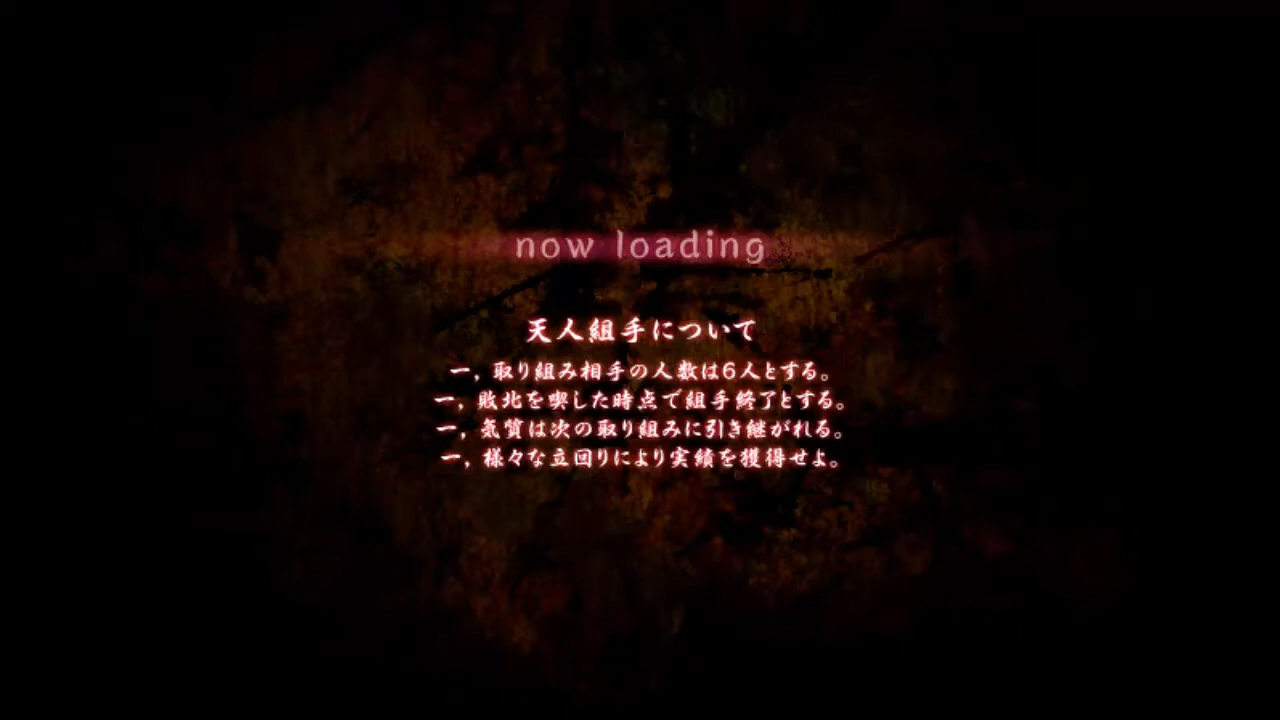 now loading
天人組手について
一，取り組み相手の人数は6人とする。
一，敗北を喫した時点で組手終了とする。
一，気質は次の取り組みに引き継がれる。
一，様々な立回りにより実績を獲得せよ。